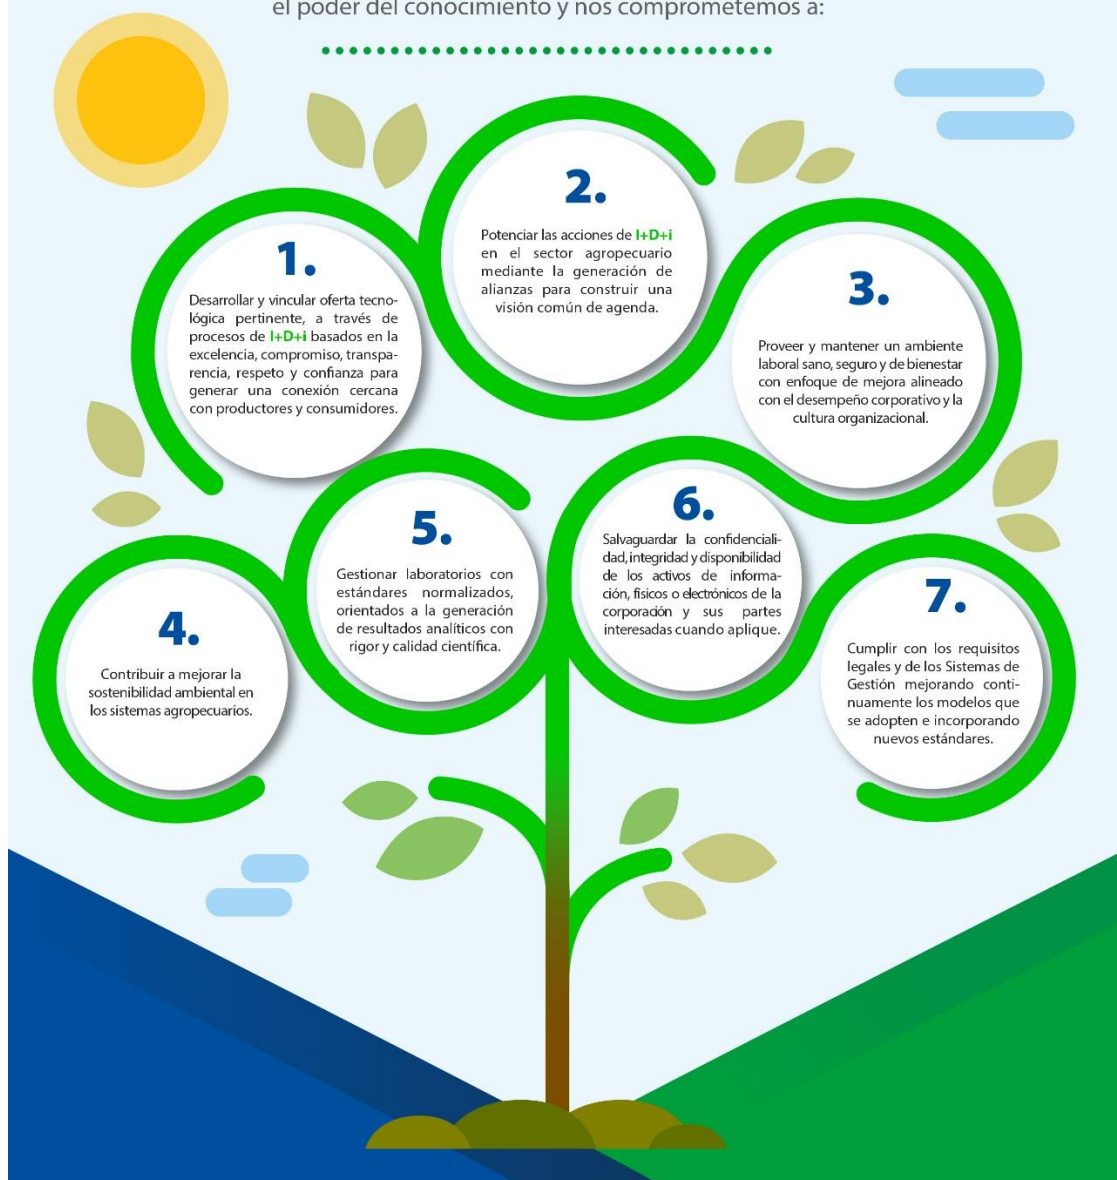 el poder del conocimiento y nos comprometemos a:
1.
Desarrollar y vincular oferta tecno-
lógica pertinente, a través de
procesos de I+D+i basados en la
excelencia, compromiso, transpa-
rencia, respeto y confianza para
generar una conexión cercana
con productores y consumidores.
2.
Potenciar las acciones de I+D+i
en el sector agropecuario
mediante la generación de
alianzas para construir una
visión común de agenda.
3.
Proveer y mantener un ambiente
laboral sano, seguro y de bienestar
con enfoque de mejora alineado
con el desempeño corporativo y la
cultura organizacional.
4.
Contribuir a mejorar la
sostenibilidad ambiental en
los sistemas agropecuarios.
5.
Gestionar laboratorios con
estándares normalizados,
orientados a la generación
de resultados analíticos con
rigor y calidad científica.
6.
Salvaguardar la confidenciali-
dad, integridad y disponibilidad
de los activos de informa-
ción, físicos o electrónicos de la
corporación y sus partes
interesadas cuando aplique.
7.
Cumplir con los requisitos
legales y de los Sistemas de
Gestión mejorando conti-
nuamente los modelos que
se adopten e incorporando
nuevos estándares.